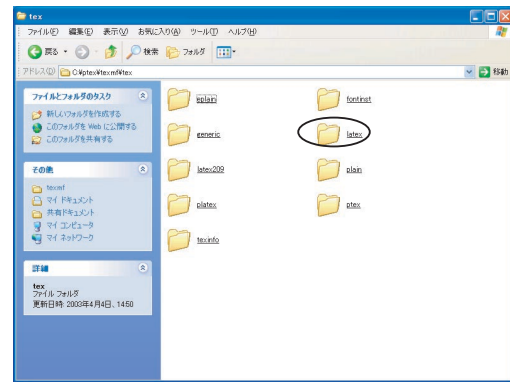 tex
ファイル(F) 編集(E) 表示(V) お気に入り(A) ツール(T) ヘルプ(H)
戻る 検索 フォルダ
アドレス(D) C:¥ptex¥texmf¥tex 移動
ファイルとフォルダのタスク
新しいフォルダを作成する
このフォルダを Web に公開する
このフォルダを共有する
その他
texmf
マイ ドキュメント
共有ドキュメント
マイ コンピュータ
マイ ネットワーク
詳細
tex
ファイル フォルダ
更新日時: 2003年4月4日、14:50
eplain
fontinst
generic
latex
latex209
plain
platex
ptex
texinfo